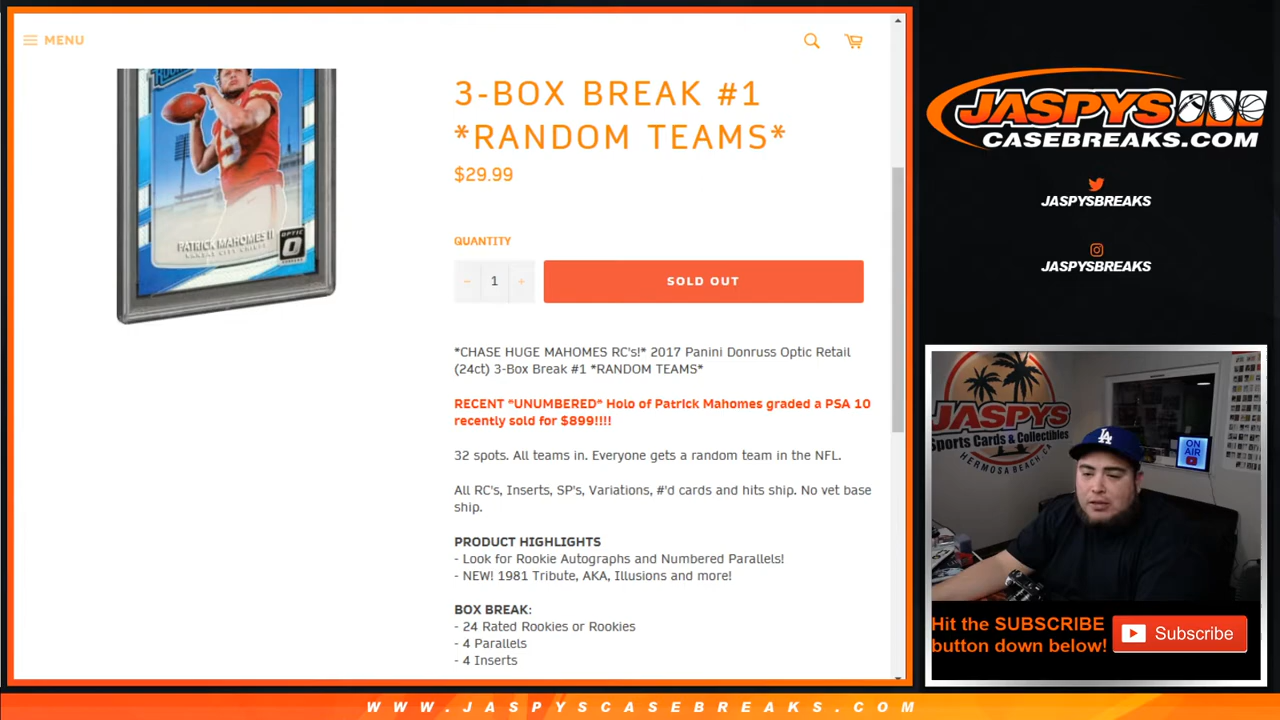 MENU
3-BOX BREAK #1
*RANDOM TEAMS*
$29.99
QUANTITY
− 1 +
SOLD OUT
PATRICK MAHOMES II
KANSAS CITY CHIEFS
OPTIC
*CHASE HUGE MAHOMES RC's!* 2017 Panini Donruss Optic Retail
(24ct) 3-Box Break #1 *RANDOM TEAMS*
RECENT *UNUMBERED* Holo of Patrick Mahomes graded a PSA 10
recently sold for $899!!!!
32 spots. All teams in. Everyone gets a random team in the NFL.
All RC's, Inserts, SP's, Variations, #'d cards and hits ship. No vet base
ship.
PRODUCT HIGHLIGHTS
- Look for Rookie Autographs and Numbered Parallels!
- NEW! 1981 Tribute, AKA, Illusions and more!
BOX BREAK:
- 24 Rated Rookies or Rookies
- 4 Parallels
- 4 Inserts
JASPYS
CASEBREAKS.COM
JASPYSBREAKS
JASPYSBREAKS
JASPYS
Sports Cards & Collectibles
HERMOSA BEACH, CA
ON
AIR
LA
Hit the SUBSCRIBE
button down below!
Subscribe
WWW.JASPYSCASEBREAKS.COM